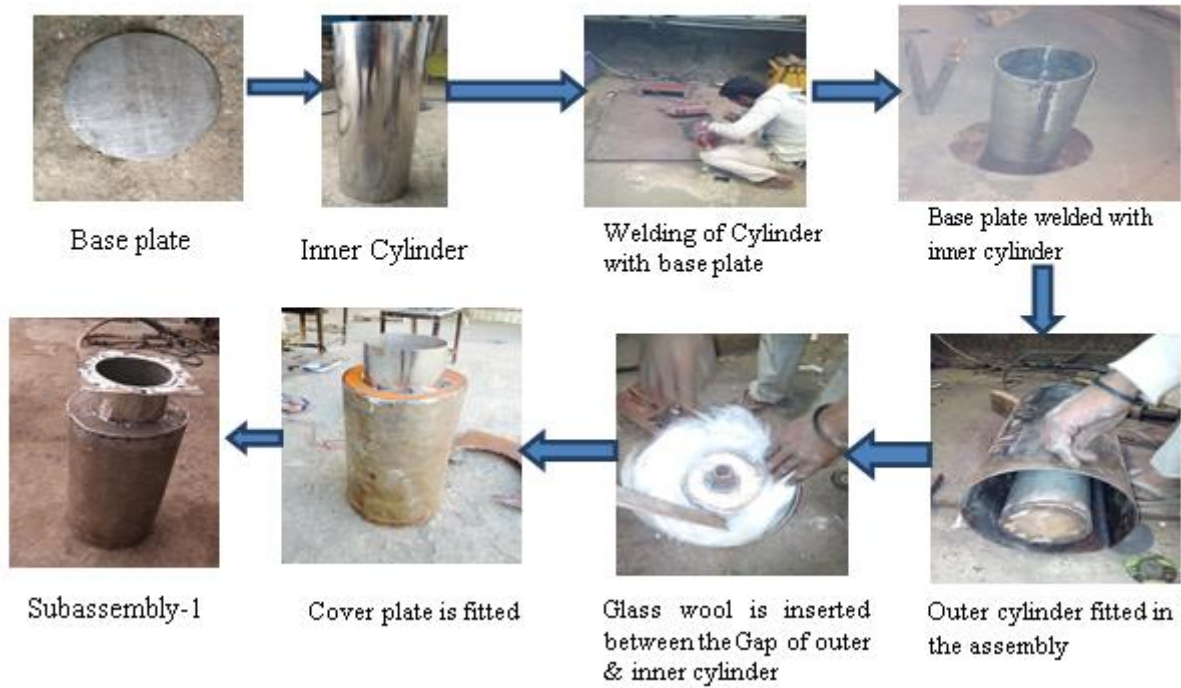 Base plate
Inner Cylinder
Welding of Cylinder
with base plate
Base plate welded with
inner cylinder
Subassembly-1
Cover plate is fitted
Glass wool is inserted
between the Gap of outer
& inner cylinder
Outer cylinder fitted in
the assembly